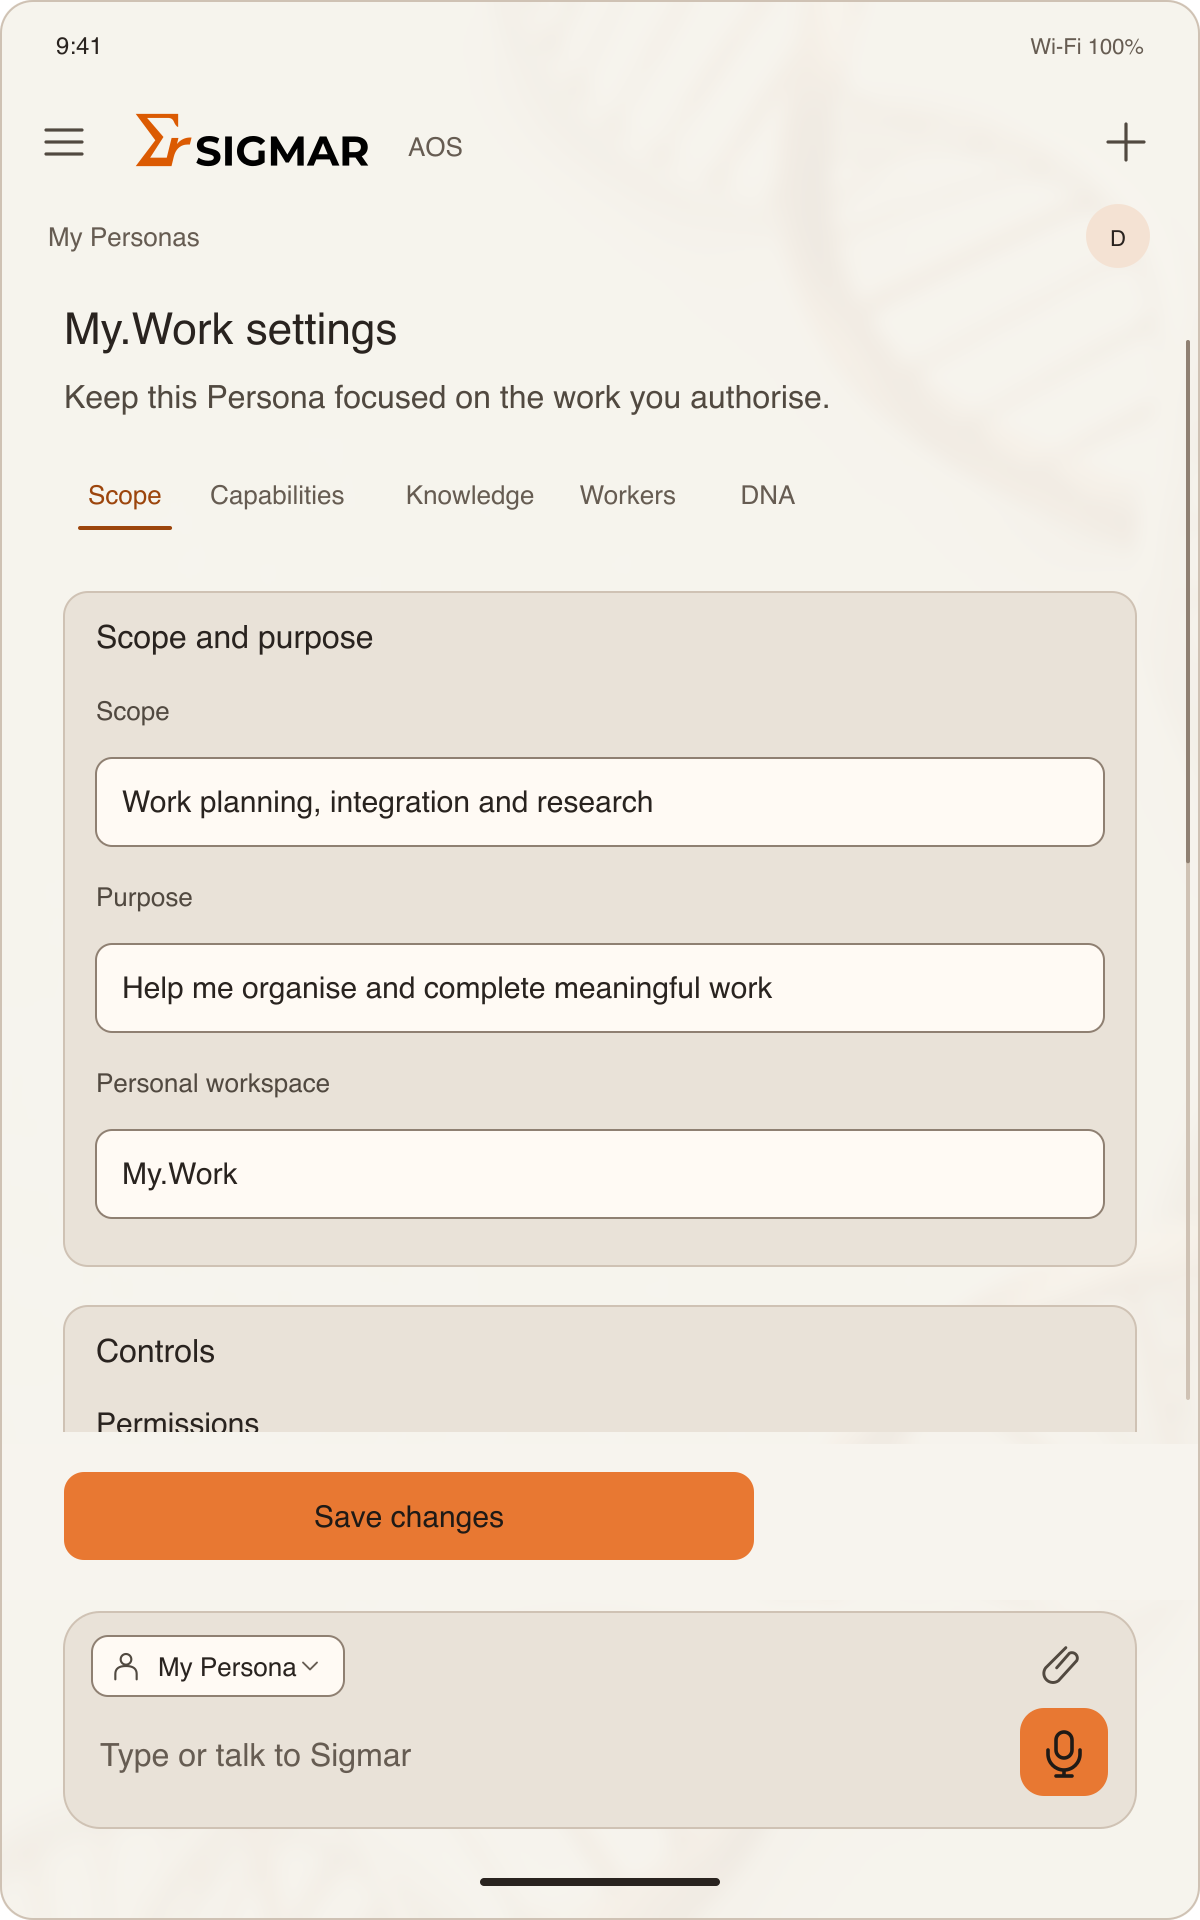 9:41
Wi-Fi 100%
Σr SIGMAR AOS
My Personas
D
My.Work settings
Keep this Persona focused on the work you authorise.
Scope Capabilities Knowledge Workers DNA
Scope and purpose
Scope
Work planning, integration and research
Purpose
Help me organise and complete meaningful work
Personal workspace
My.Work
Controls
Permissions
Save changes
My Persona
Type or talk to Sigmar